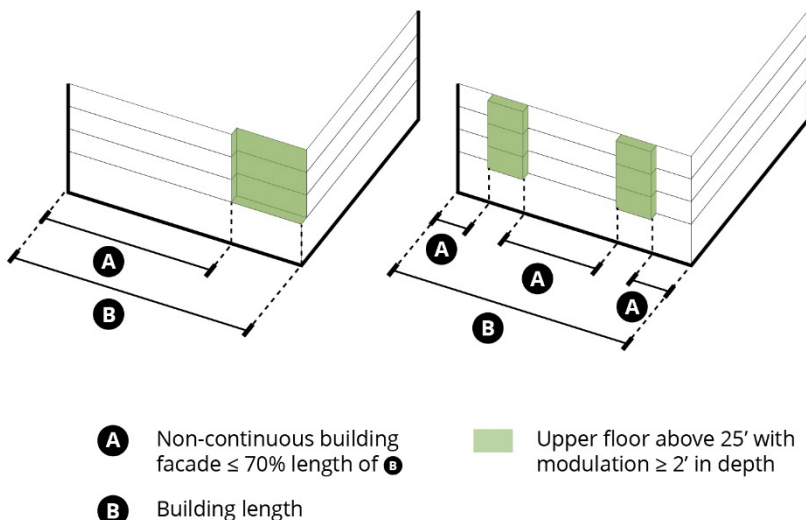 A
B
A
A
A
B
A Non-continuous building
facade ≤ 70% length of B
B Building length
Upper floor above 25’ with
modulation ≥ 2’ in depth